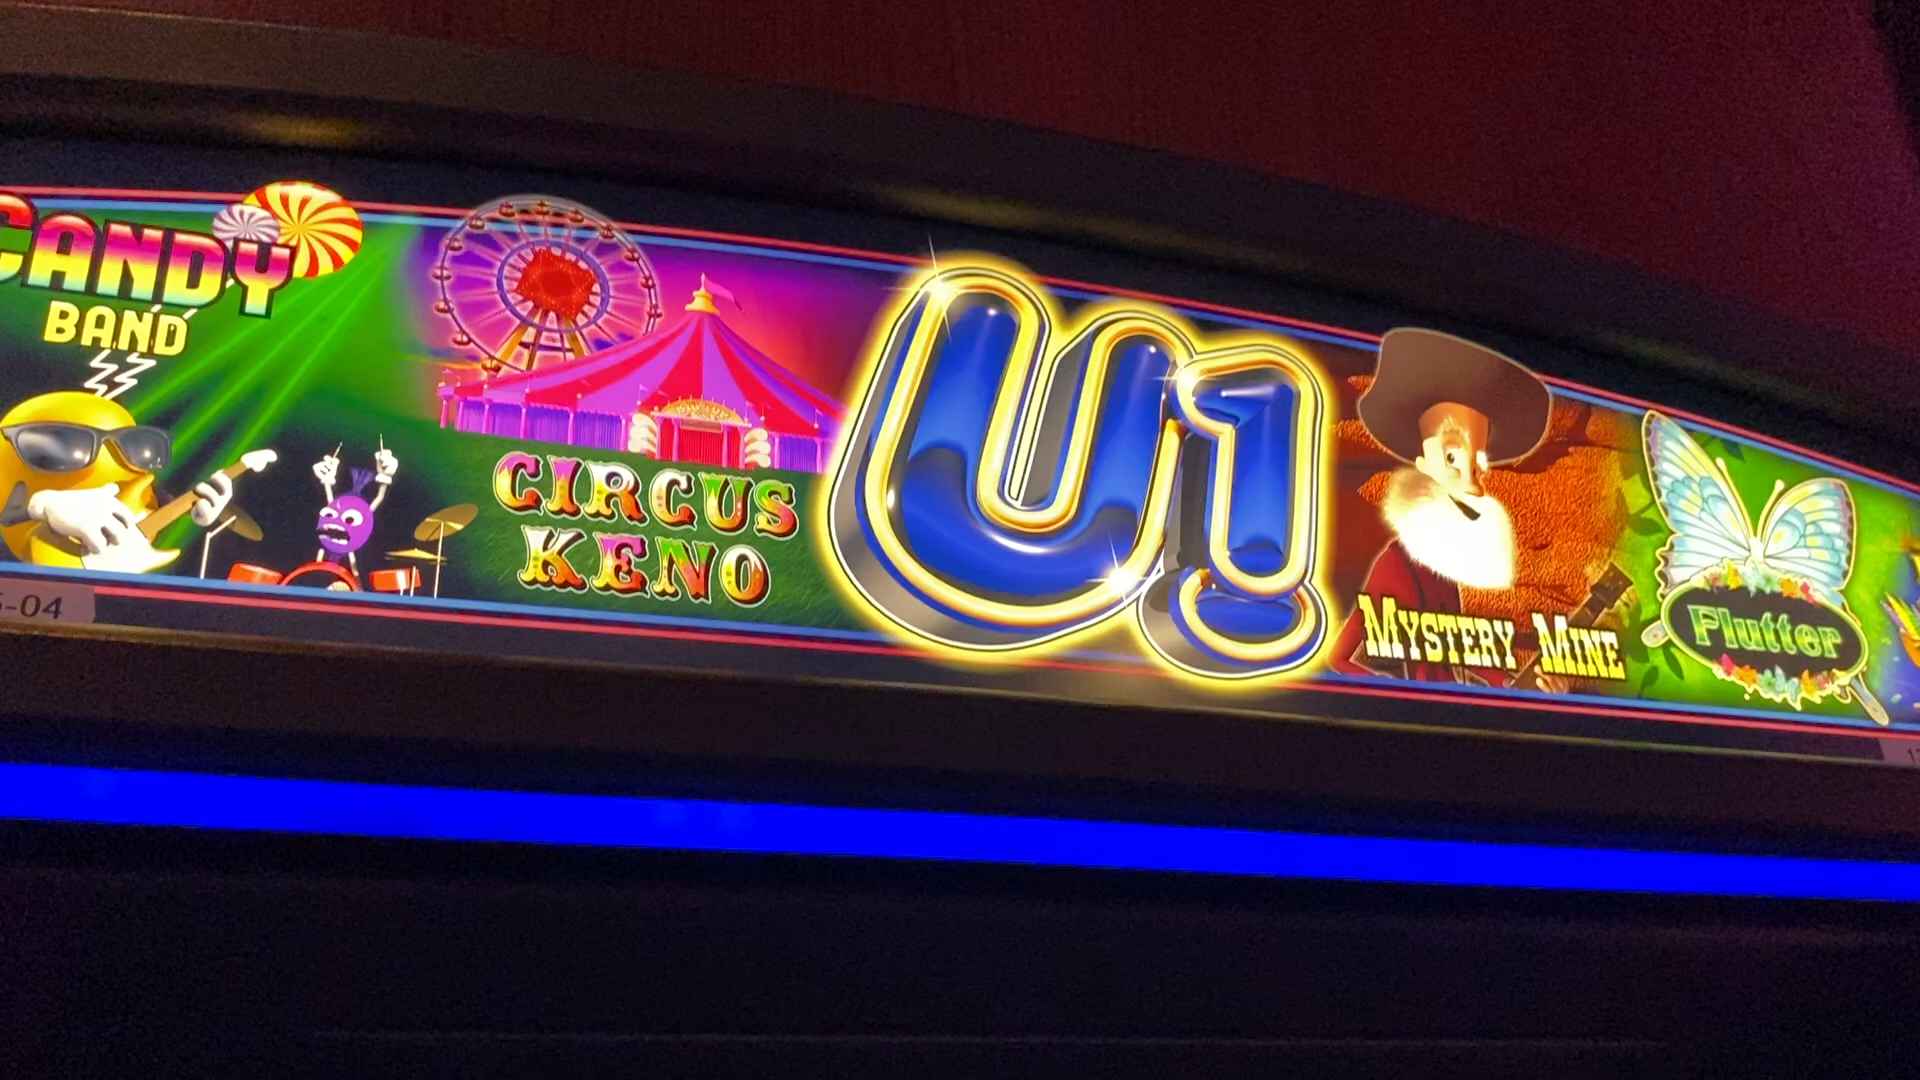 CANDY
BAND
CIRCUS
KENO
U1
MYSTERY MINE
Flutter
-04